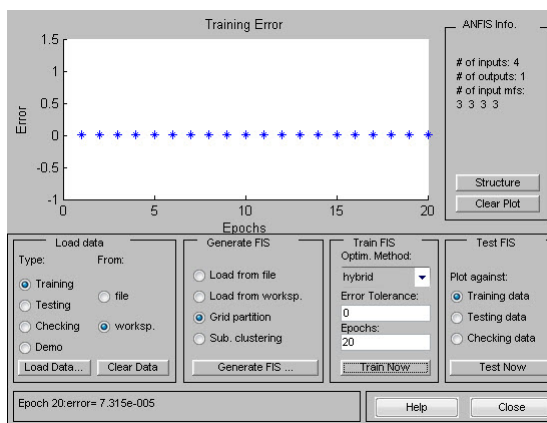 Training Error
1.5
1
0.5
0
-0.5
-1
Error
0 5 10 15 20
Epochs
ANFIS Info.
# of inputs: 4
# of outputs: 1
# of input mfs:
3 3 3 3
Structure
Clear Plot
Load data
Type: From:
Training
Testing
Checking
Demo
file
worksp.
Load Data... Clear Data
Generate FIS
Load from file
Load from worksp.
Grid partition
Sub. clustering
Generate FIS ...
Train FIS
Optim. Method:
hybrid
Error Tolerance:
0
Epochs:
20
Train Now
Test FIS
Plot against:
Training data
Testing data
Checking data
Test Now
Epoch 20:error= 7.315e-005
Help Close